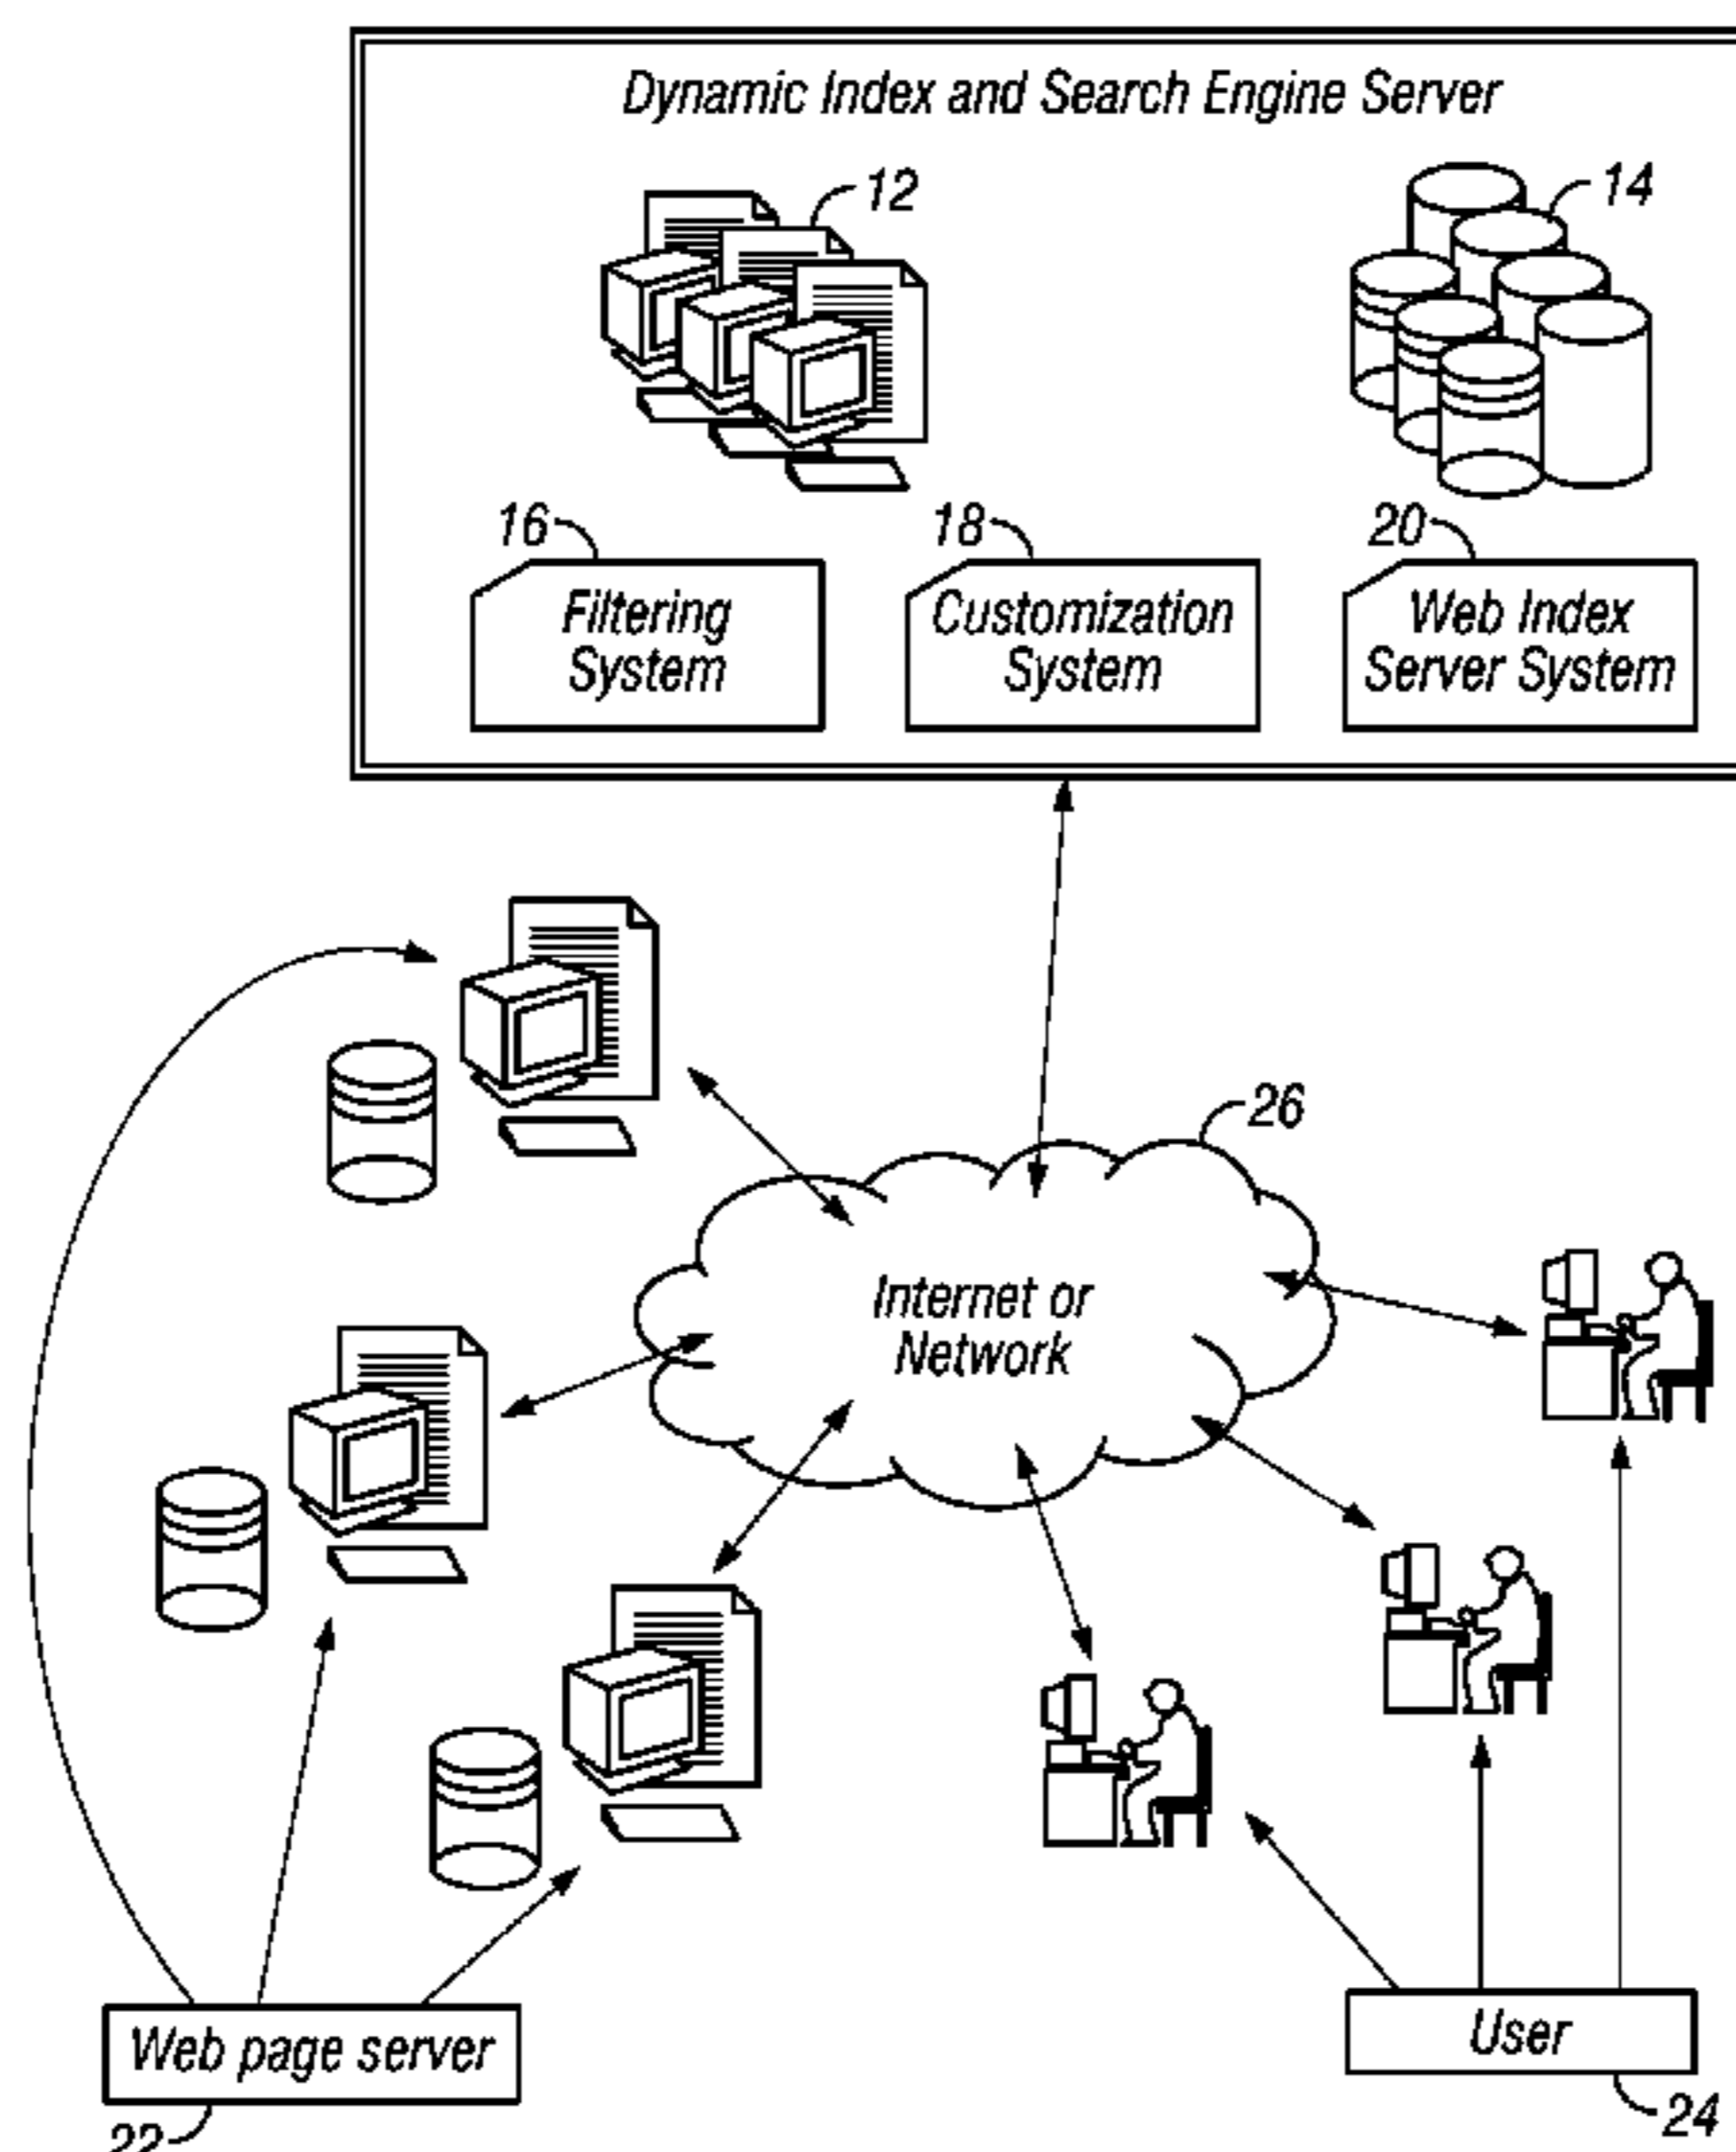 Dynamic Index and Search Engine Server
12
14
16
18
20
Filtering
System
Customization
System
Web Index
Server System
26
Internet or
Network
Web page server
User
22
24